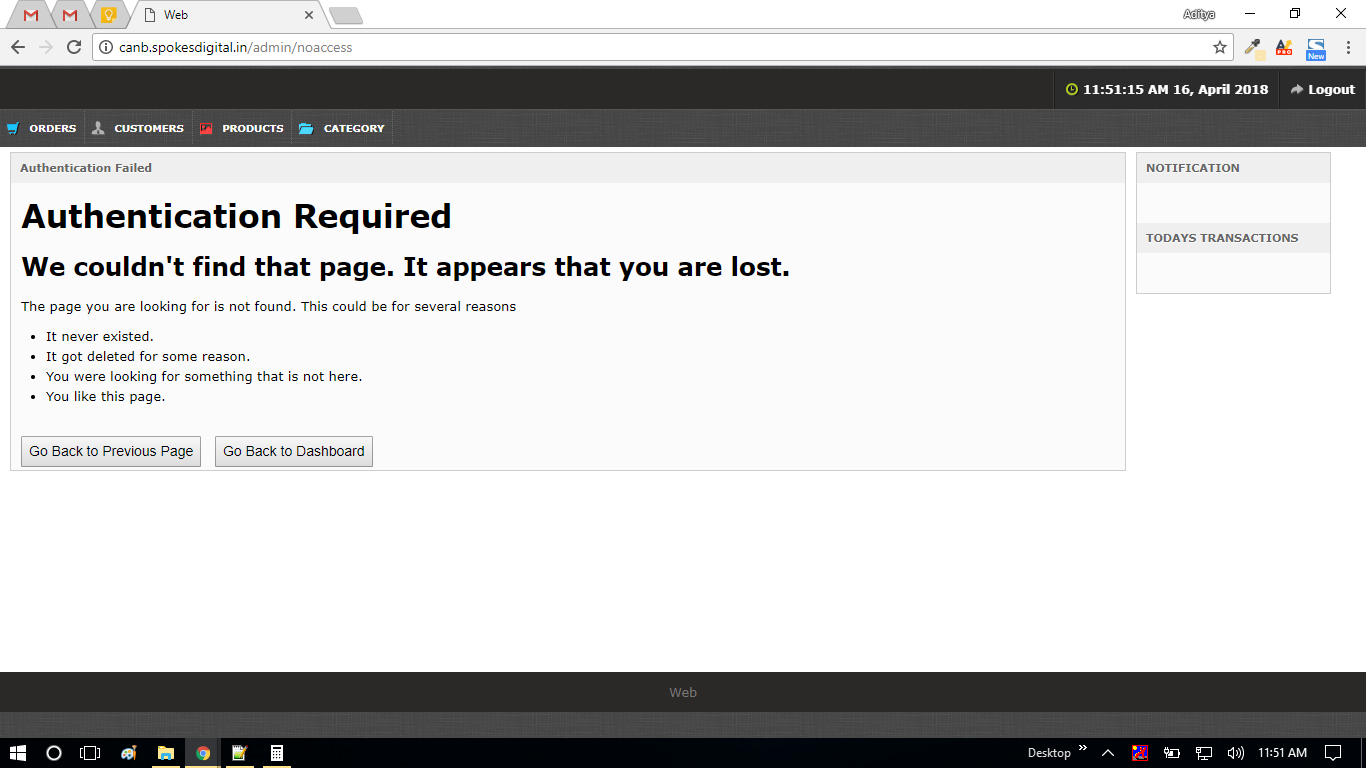 Web
Aditya
canb.spokesdigital.in/admin/noaccess
PRO
New
11:51:15 AM 16, April 2018
Logout
ORDERS CUSTOMERS PRODUCTS CATEGORY
Authentication Failed
Authentication Required
We couldn't find that page. It appears that you are lost.
The page you are looking for is not found. This could be for several reasons
• It never existed.
• It got deleted for some reason.
• You were looking for something that is not here.
• You like this page.
Go Back to Previous Page Go Back to Dashboard
NOTIFICATION
TODAYS TRANSACTIONS
Web
Desktop
11:51 AM